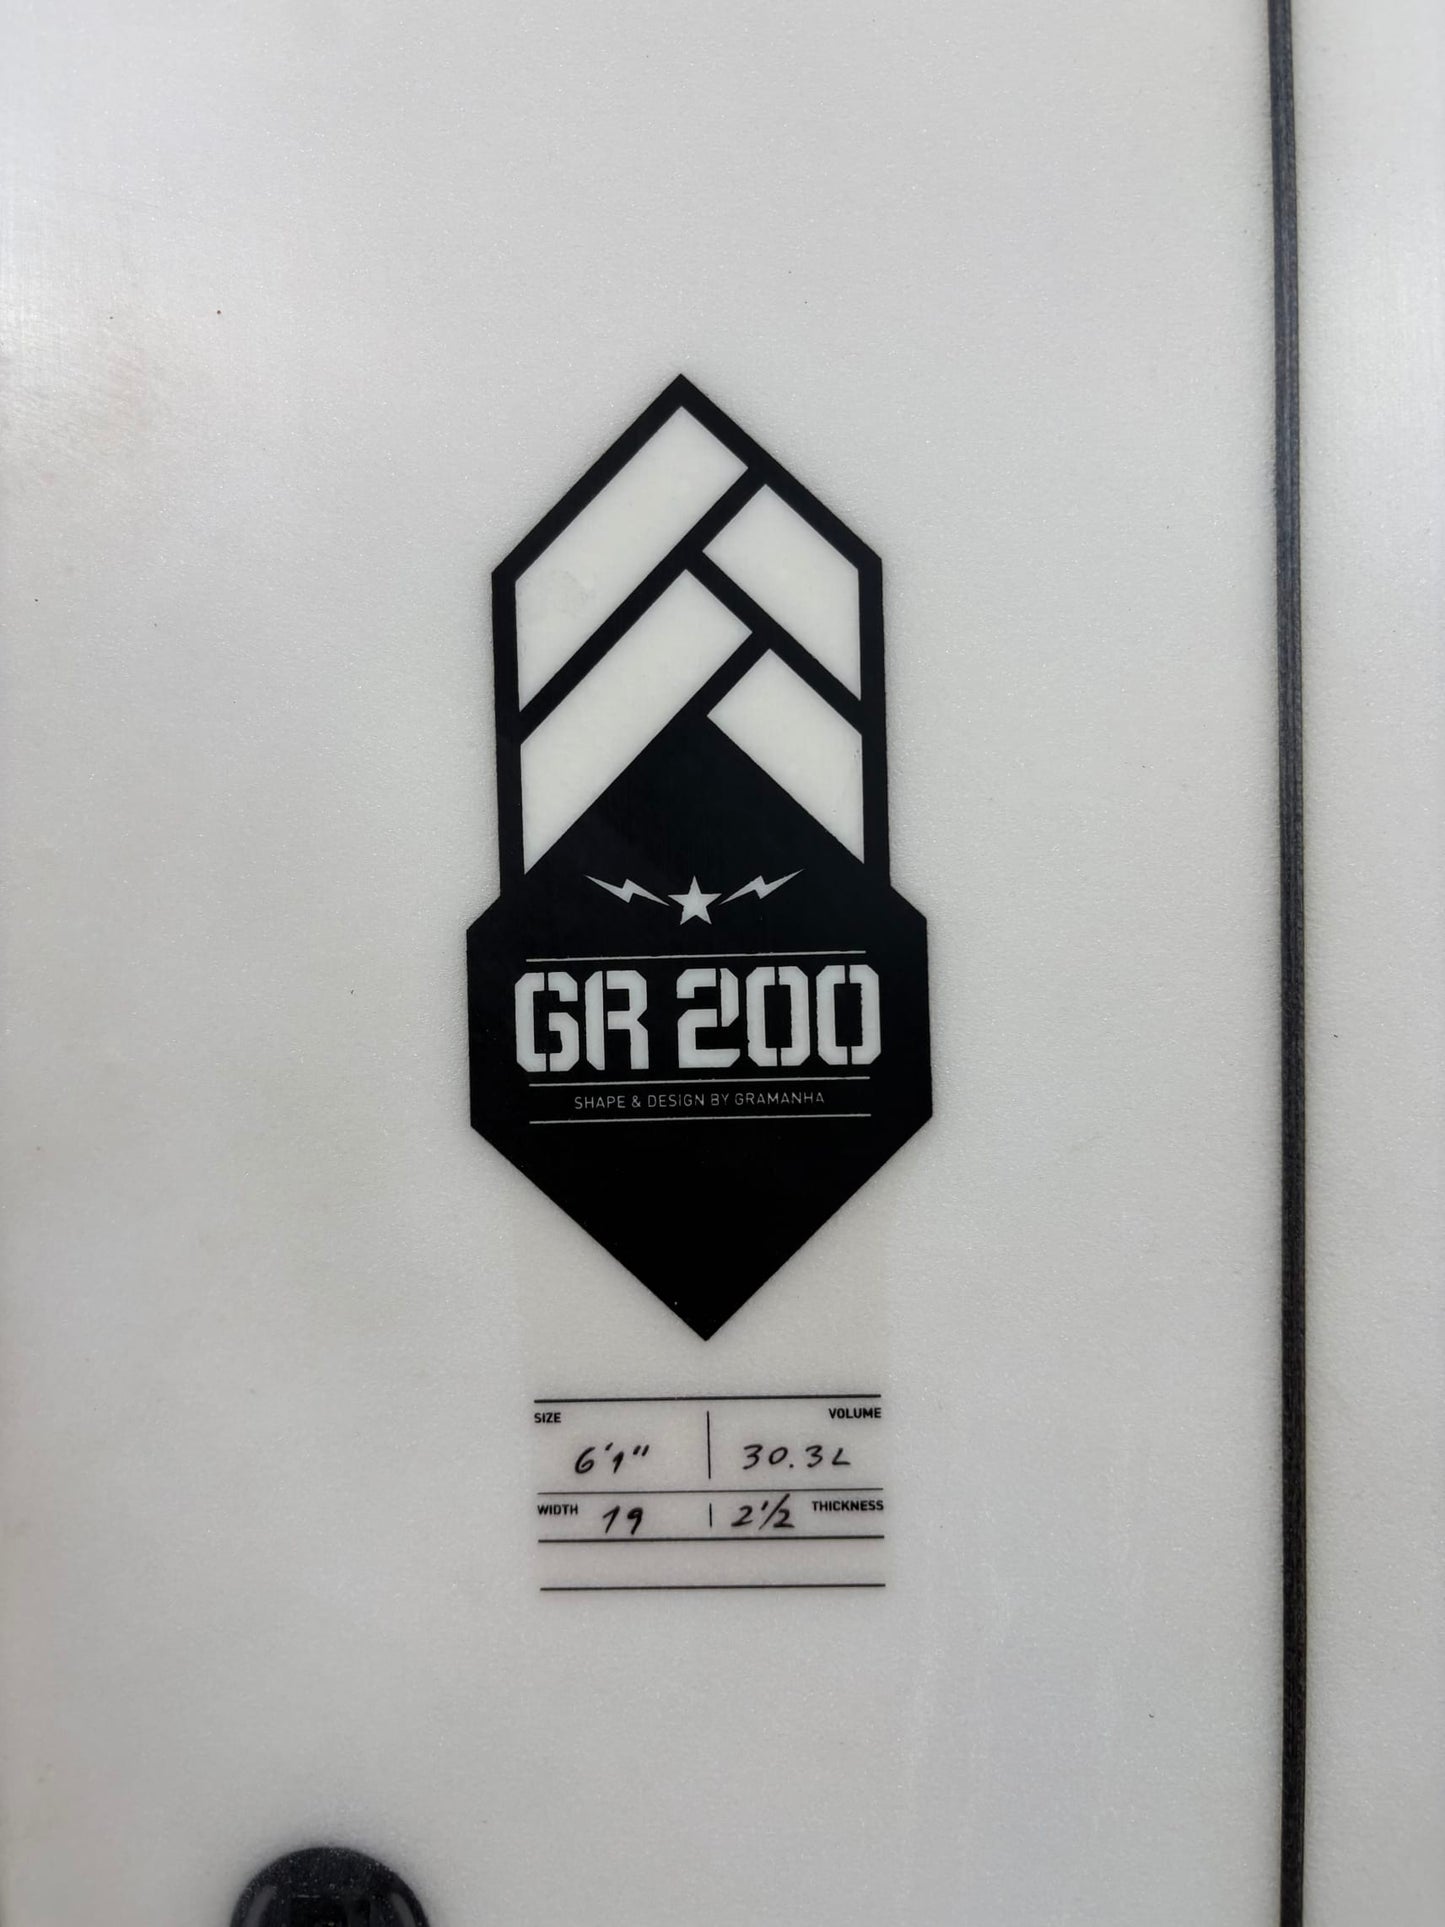 GR 200
SHAPE & DESIGN BY GRAMANHA
SIZE VOLUME
6'1" 30.3L
WIDTH 19 2 1/2 THICKNESS